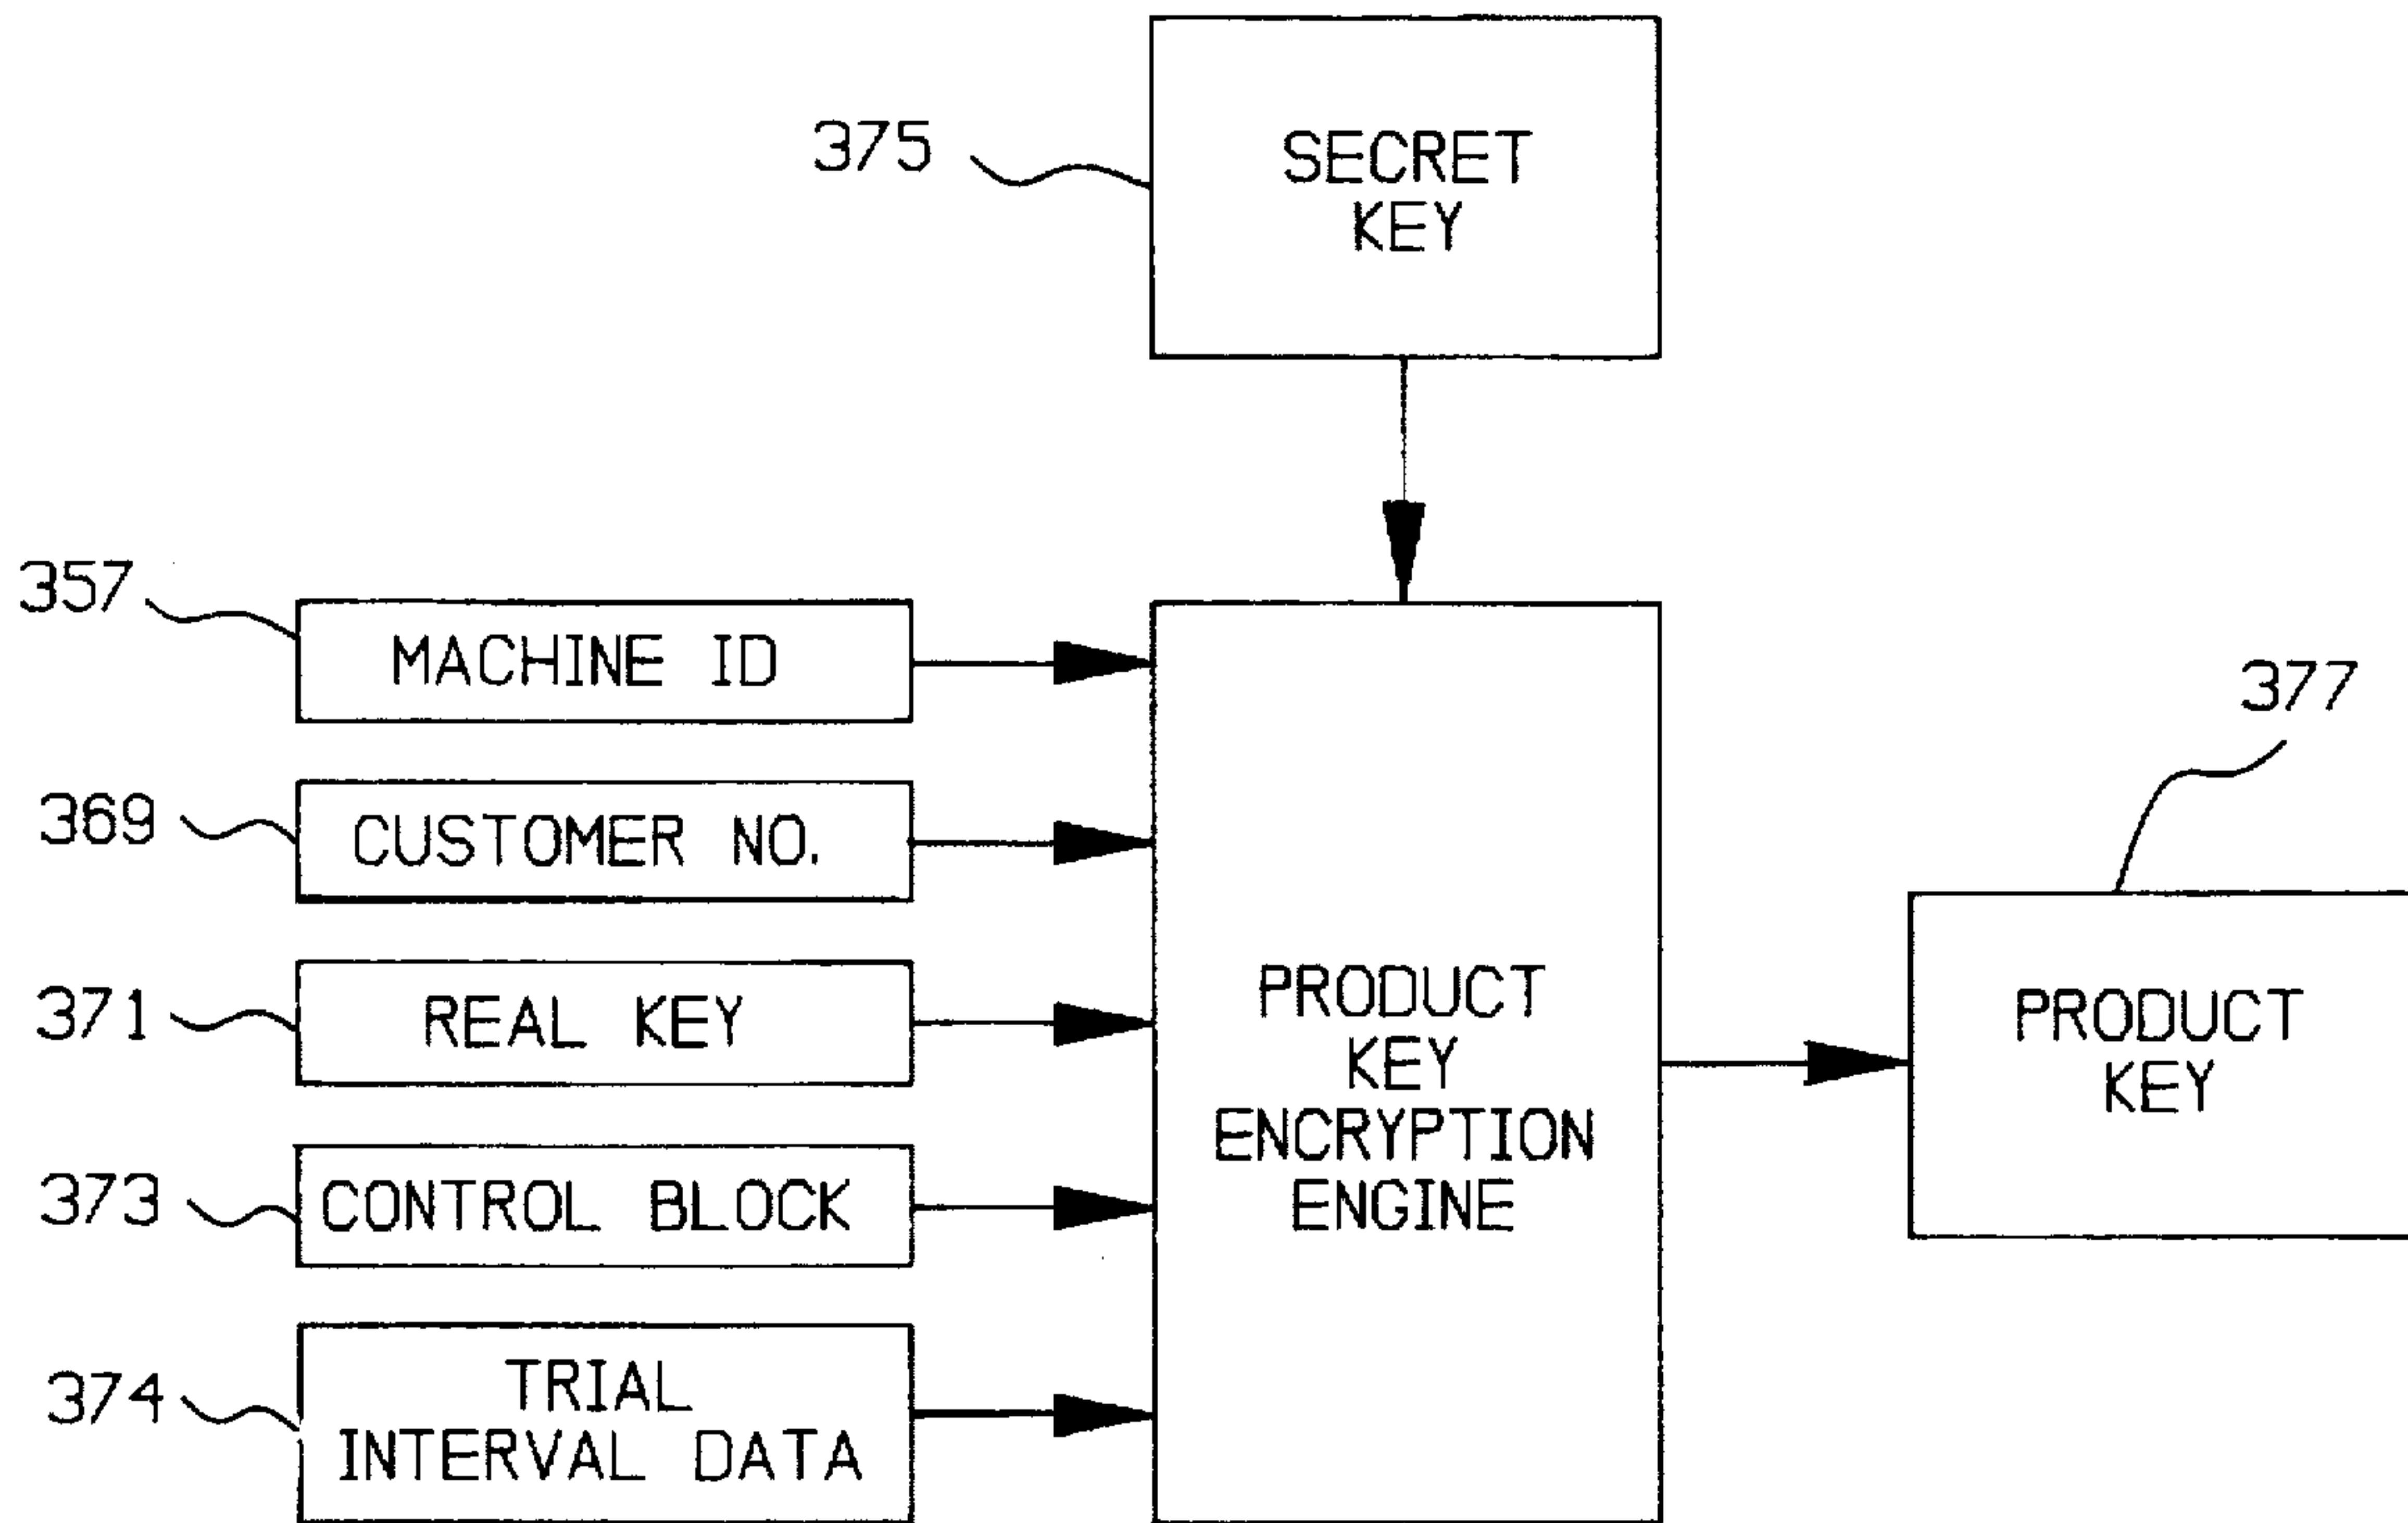 375
SECRET
KEY
357
MACHINE ID
377
369
CUSTOMER NO.
371
REAL KEY
PRODUCT
KEY
ENCRYPTION
ENGINE
PRODUCT
KEY
373
CONTROL BLOCK
374
TRIAL
INTERVAL DATA